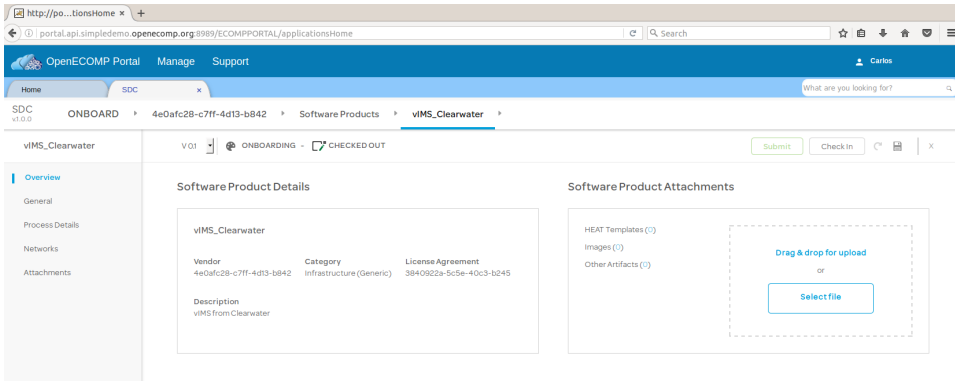 http://po...tionsHome × +
portal.api.simpledemo.openecomp.org:8989/ECOMPPORTAL/applicationsHome
Search
OpenECOMP Portal Manage Support Carlos
Home SDC × What are you looking for?
SDC
v1.0.0
ONBOARD 4e0afc28-c7ff-4d13-b842 Software Products vIMS_Clearwater
vIMS_Clearwater
V 0.1 ONBOARDING - CHECKED OUT Submit Check In X
Overview
General
Process Details
Networks
Attachments
Software Product Details
vIMS_Clearwater
Vendor Category License Agreement
4e0afc28-c7ff-4d13-b842 Infrastructure (Generic) 3840922a-5c5e-40c3-b245
Description
vIMS from Clearwater
Software Product Attachments
HEAT Templates (0)
Images (0)
Other Artifacts (0)
Drag & drop for upload
or
Select file